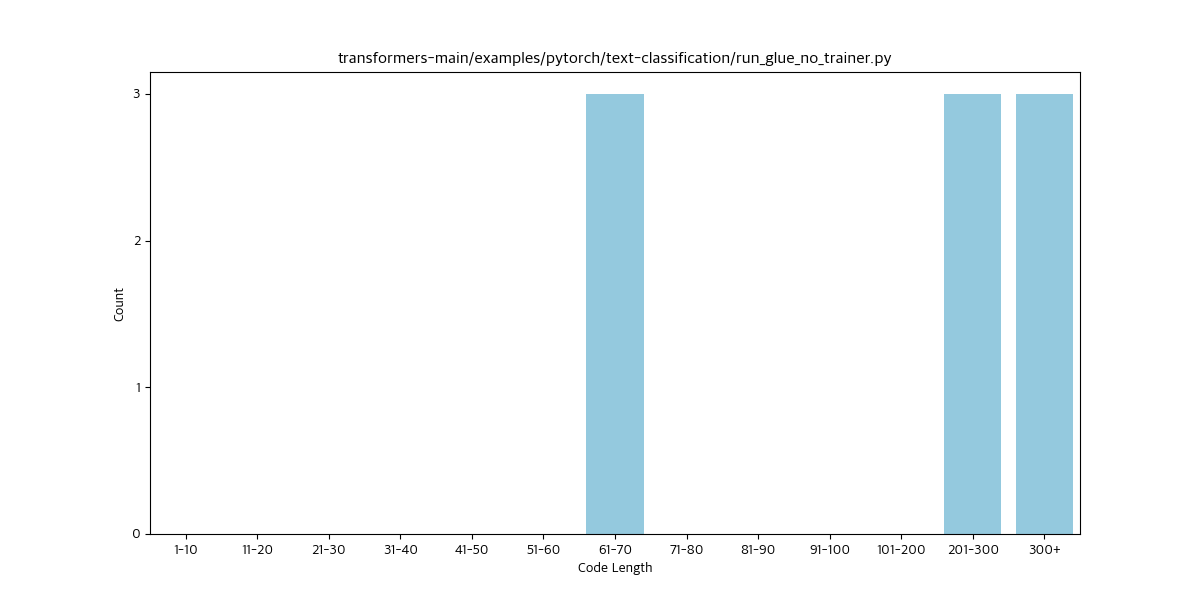 transformers-main/examples/pytorch/text-classification/run_glue_no_trainer.py
3
2
1
0
Count
1-10 11-20 21-30 31-40 41-50 51-60 61-70 71-80 81-90 91-100 101-200 201-300 300+
Code Length